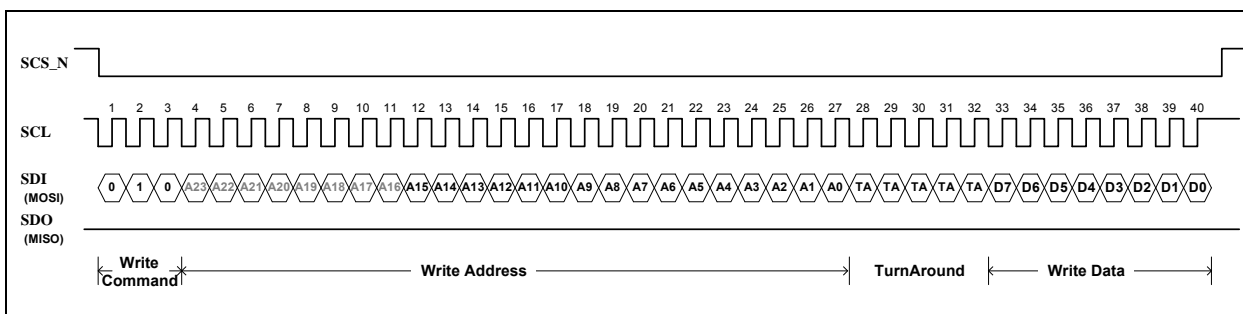 SCS_N
1 2 3 4 5 6 7 8 9 10 11 12 13 14 15 16 17 18 19 20 21 22 23 24 25 26 27 28 29 30 31 32 33 34 35 36 37 38 39 40
SCL
SDI
(MOSI)
0 1 0 A23 A22 A21 A20 A19 A18 A17 A16 A15 A14 A13 A12 A11 A10 A9 A8 A7 A6 A5 A4 A3 A2 A1 A0 TA TA TA TA TA D7 D6 D5 D4 D3 D2 D1 D0
SDO
(MISO)
Write
Command
Write Address
TurnAround
Write Data